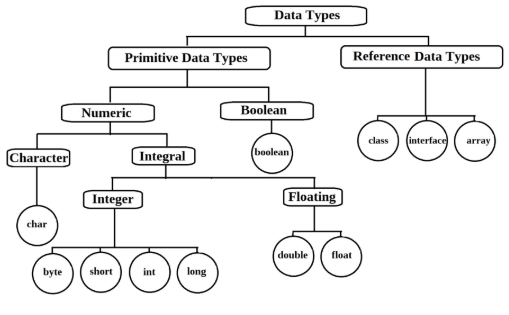 Data Types
Primitive Data Types
Reference Data Types
Numeric
Boolean
Character
Integral
boolean
class
interface
array
Integer
Floating
char
byte
short
int
long
double
float